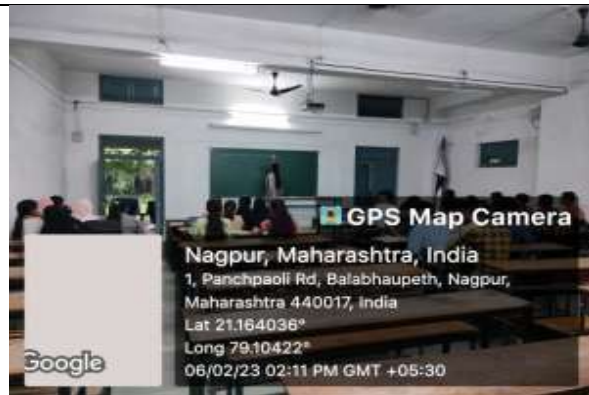 GPS Map Camera
Nagpur, Maharashtra, India
1, Panchpaoli Rd, Balabhaupeth, Nagpur,
Maharashtra 440017, India
Lat 21.164036°
Long 79.10422°
06/02/23 02:11 PM GMT +05:30
Google